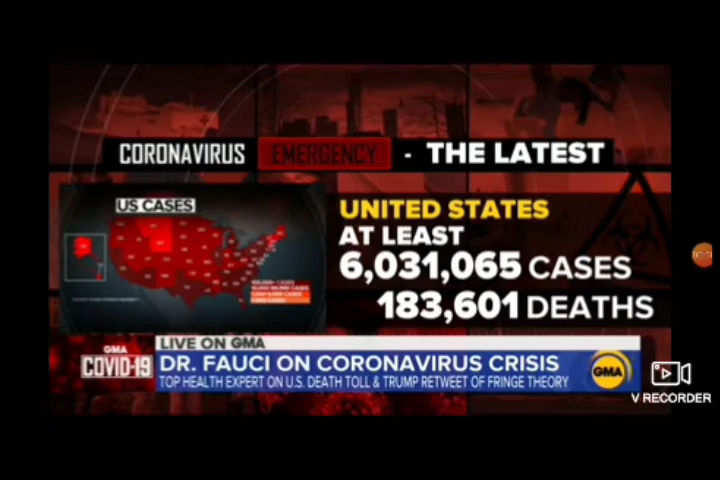 CORONAVIRUS EMERGENCY - THE LATEST
US CASES
UNITED STATES
AT LEAST
6,031,065 CASES
183,601 DEATHS
GMA
COVID-19
LIVE ON GMA
DR. FAUCI ON CORONAVIRUS CRISIS
TOP HEALTH EXPERT ON U.S. DEATH TOLL & TRUMP RETWEET OF FRINGE THEORY
GMA
V RECORDER